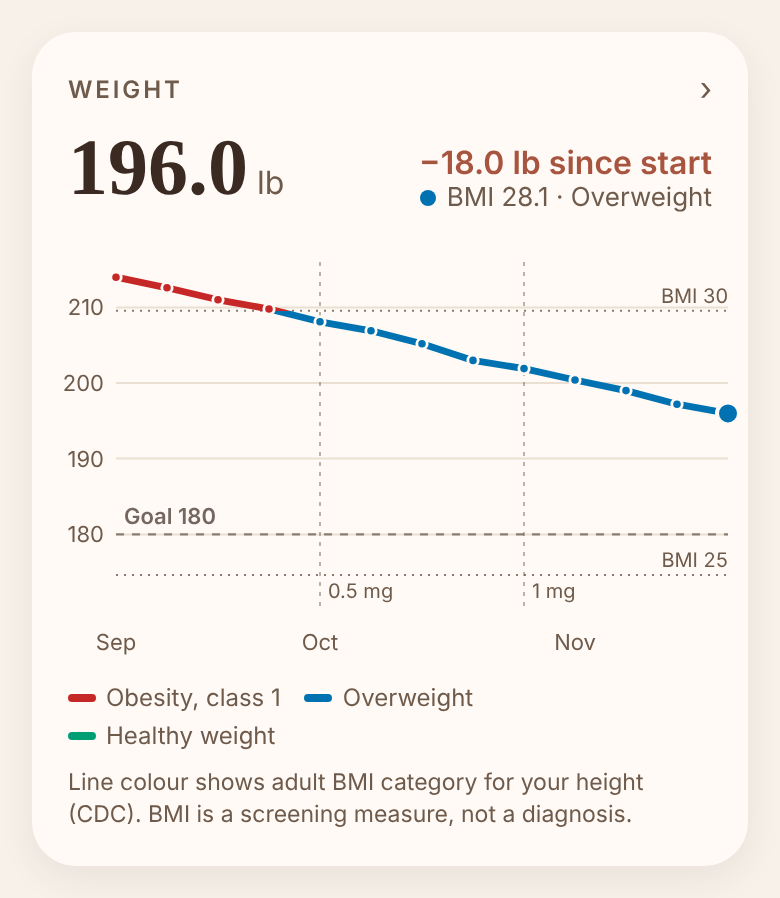 WEIGHT ›
196.0 lb
−18.0 lb since start
BMI 28.1 · Overweight
BMI 30
210
200
190
Goal 180
180
BMI 25
0.5 mg
1 mg
Sep
Oct
Nov
Obesity, class 1
Overweight
Healthy weight
Line colour shows adult BMI category for your height
(CDC). BMI is a screening measure, not a diagnosis.